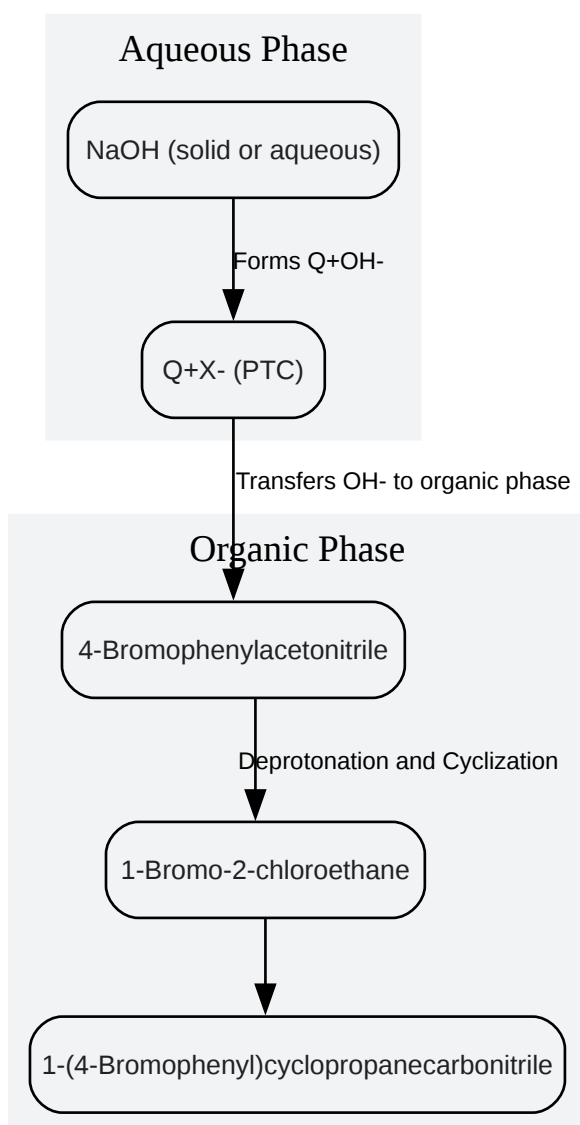 Aqueous Phase
NaOH (solid or aqueous)
Forms Q+OH-
Q+X- (PTC)
Transfers OH- to organic phase
Organic Phase
4-Bromophenylacetonitrile
Deprotonation and Cyclization
1-Bromo-2-chloroethane
1-(4-Bromophenyl)cyclopropanecarbonitrile